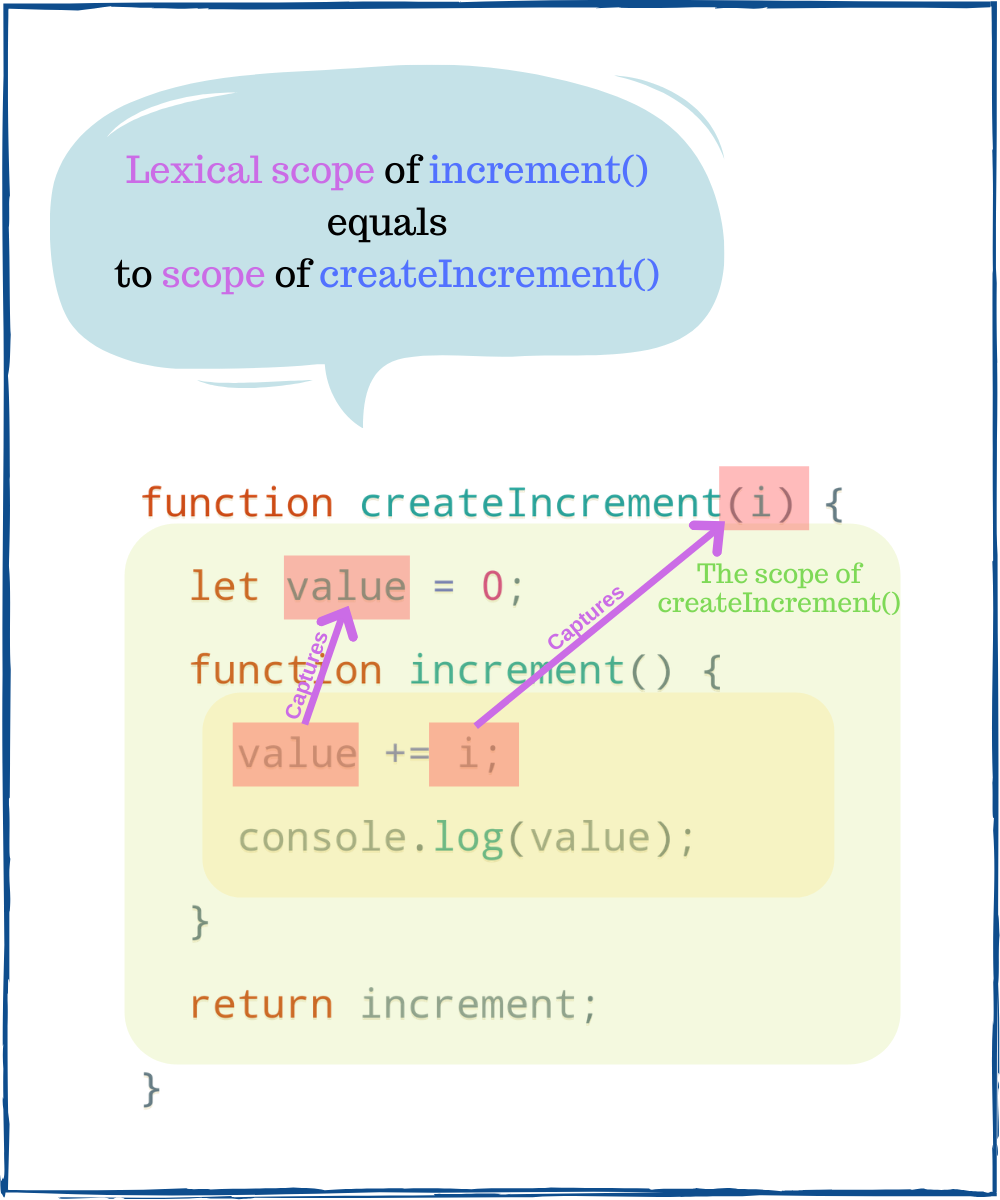 Lexical scope of increment()
equals
to scope of createIncrement()
function createIncrement(i) {
let value = 0;
The scope of
createIncrement()
Captures
Captures
function increment() {
value += i;
console.log(value);
}
return increment;
}